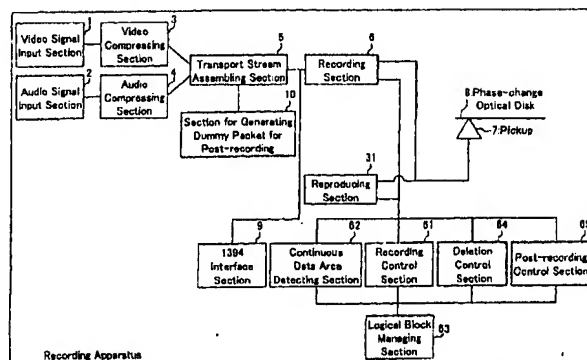 1
Video Signal
Input Section
3
Video
Compressing
Section
5
Transport Stream
Assembling Section
6
Recording
Section
2
Audio Signal
Input Section
4
Audio
Compressing
Section
10
Section for Generating
Dummy Packet for
Post-recording
8:Phase-change
Optical Disk
7:Pickup
31
Reproducing
Section
9
1394
Interface
Section
62
Continuous
Data Area
Detecting Section
61
Recording
Control
Section
64
Deletion
Control
Section
65
Post-recording
Control Section
Logical Block
Managing
Section
63
Recording Apparatus